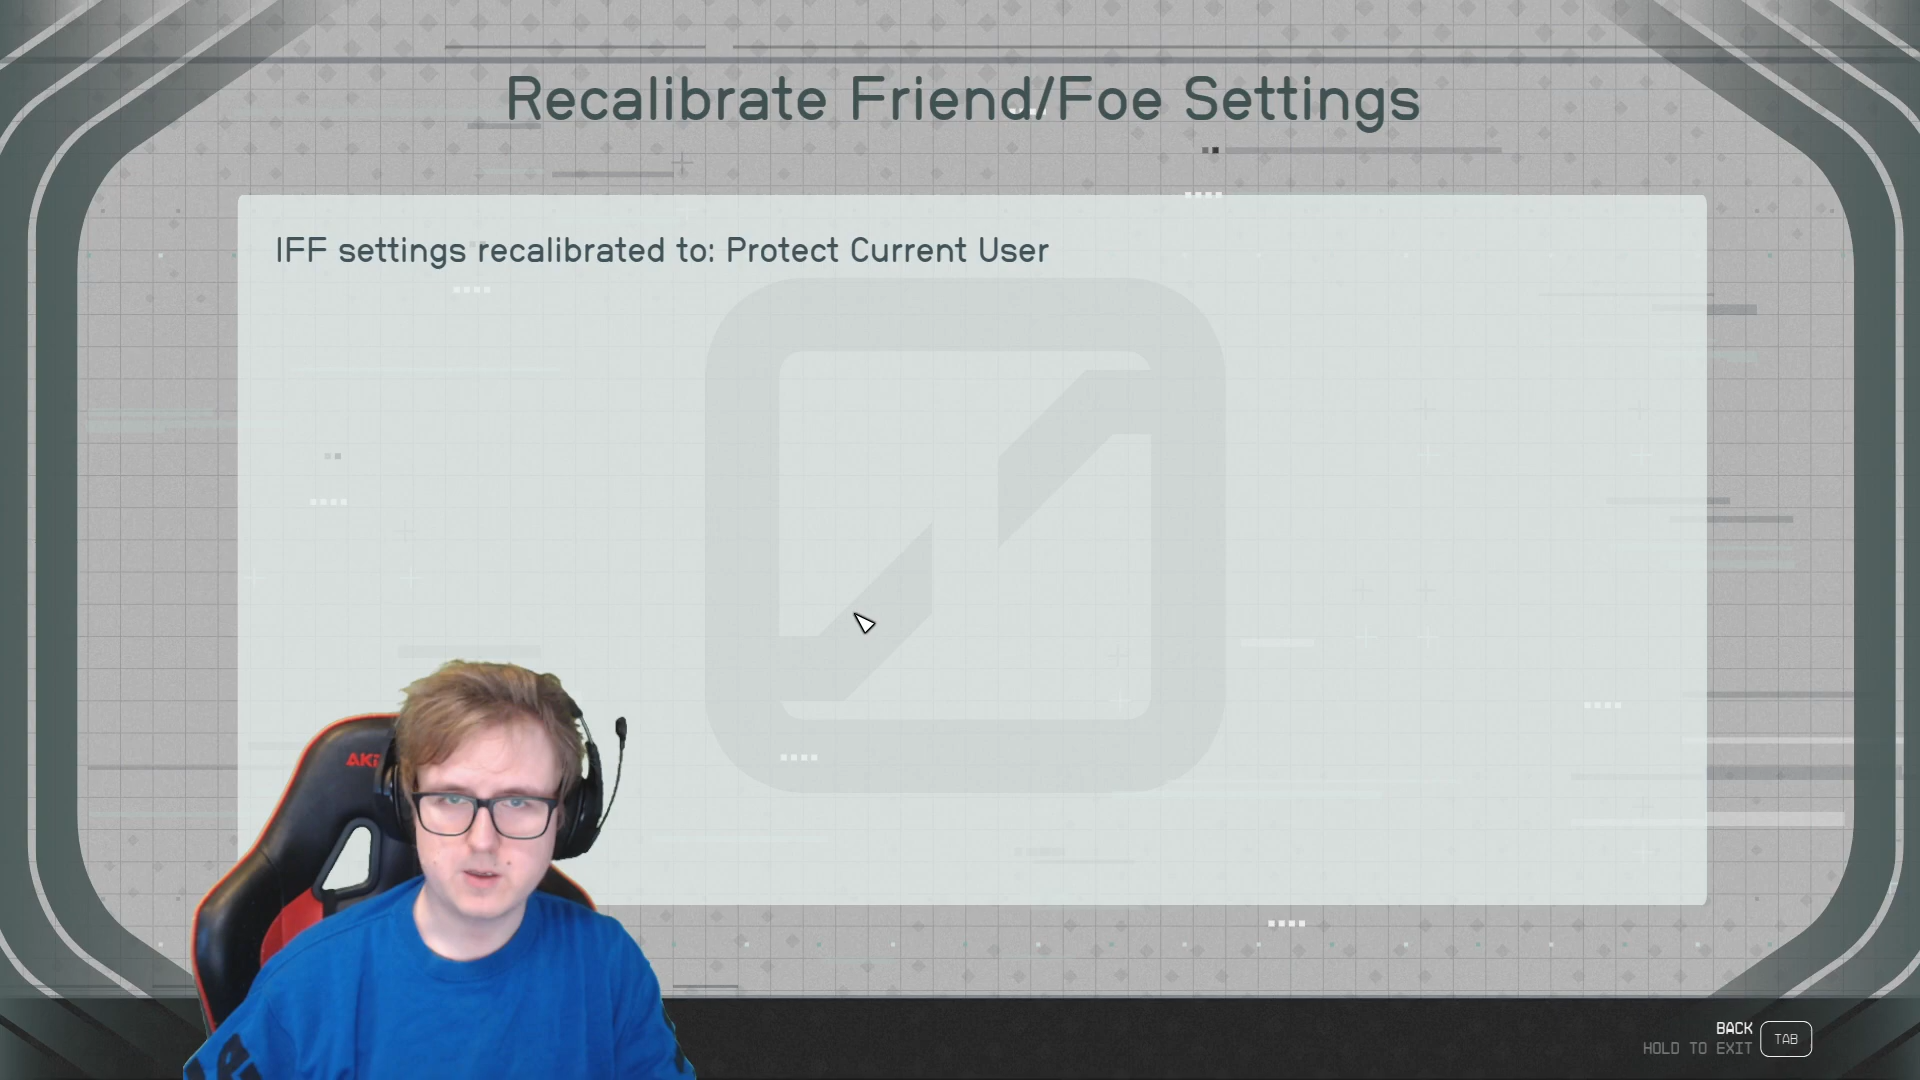 Recalibrate Friend/Foe Settings
IFF settings recalibrated to: Protect Current User
BACK
HOLD TO EXIT
TAB